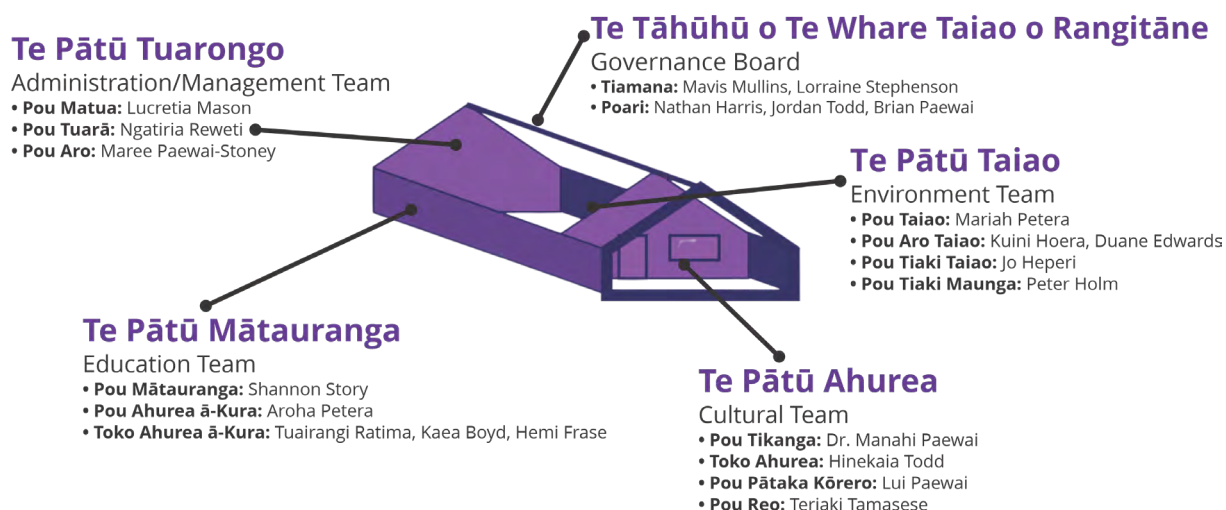 Te Pātū Tuarongo
Administration/Management Team
• Pou Matua: Lucretia Mason
• Pou Tuarā: Ngatiria Reweti
• Pou Aro: Maree Paewai-Stoney
Te Tāhūhū o Te Whare Taiao o Rangitāne
Governance Board
• Tiamana: Mavis Mullins, Lorraine Stephenson
• Poari: Nathan Harris, Jordan Todd, Brian Paewai
Te Pātū Taiao
Environment Team
• Pou Taiao: Mariah Petera
• Pou Aro Taiao: Kuini Hoera, Duane Edwards
• Pou Tiaki Taiao: Jo Heperi
• Pou Tiaki Maunga: Peter Holm
Te Pātū Mātauranga
Education Team
• Pou Mātauranga: Shannon Story
• Pou Ahurea ā-Kura: Aroha Petera
• Toko Ahurea ā-Kura: Tuairangi Ratima, Kaea Boyd, Hemi Frase
Te Pātū Ahurea
Cultural Team
• Pou Tikanga: Dr. Manahi Paewai
• Toko Ahurea: Hinekaia Todd
• Pou Pātaka Kōrero: Lui Paewai
• Pou Reo: Teriaki Tamasese